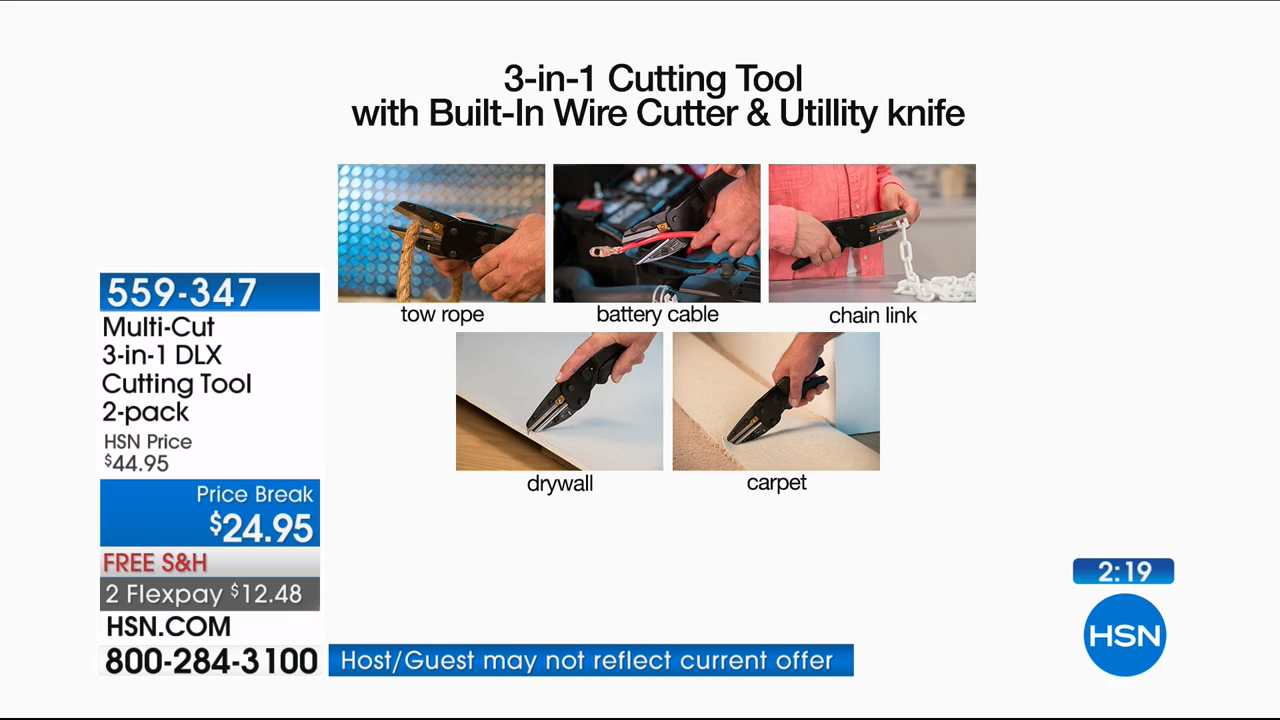 3-in-1 Cutting Tool
with Built-In Wire Cutter & Utillity knife
tow rope
battery cable
chain link
drywall
carpet
559-347
Multi-Cut
3-in-1 DLX
Cutting Tool
2-pack
HSN Price
$44.95
Price Break
$24.95
FREE S&H
2 Flexpay $12.48
HSN.COM
800-284-3100
Host/Guest may not reflect current offer
2:19
HSN